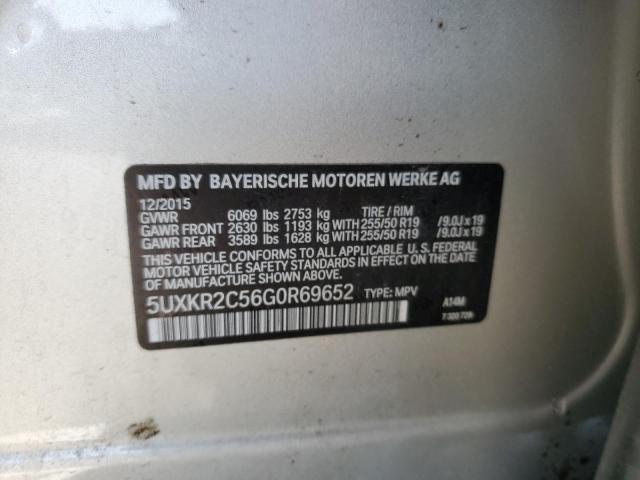 MFD BY BAYERISCHE MOTOREN WERKE AG
12/2015
GVWR 6069 lbs 2753 kg TIRE / RIM
GAWR FRONT 2630 lbs 1193 kg WITH 255/50 R19 /9.0J x 19
GAWR REAR 3589 lbs 1628 kg WITH 255/50 R19 /9.0J x 19
THIS VEHICLE CONFORMS TO ALL APPLICABLE U. S. FEDERAL
MOTOR VEHICLE SAFETY STANDARDS IN EFFECT ON THE DATE
OF MANUFACTURE SHOWN ABOVE.
5UXKR2C56G0R69652 TYPE: MPV A14M